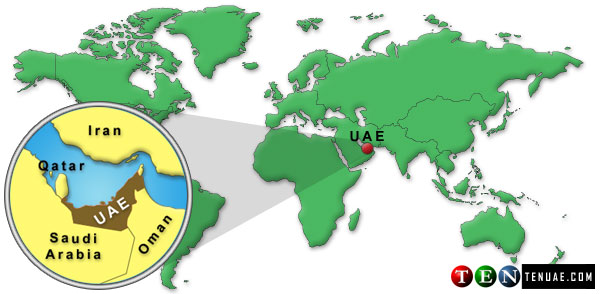 UAE
Iran
Qatar
UAE
Saudi
Arabia
Oman
TEN TENUAE.COM